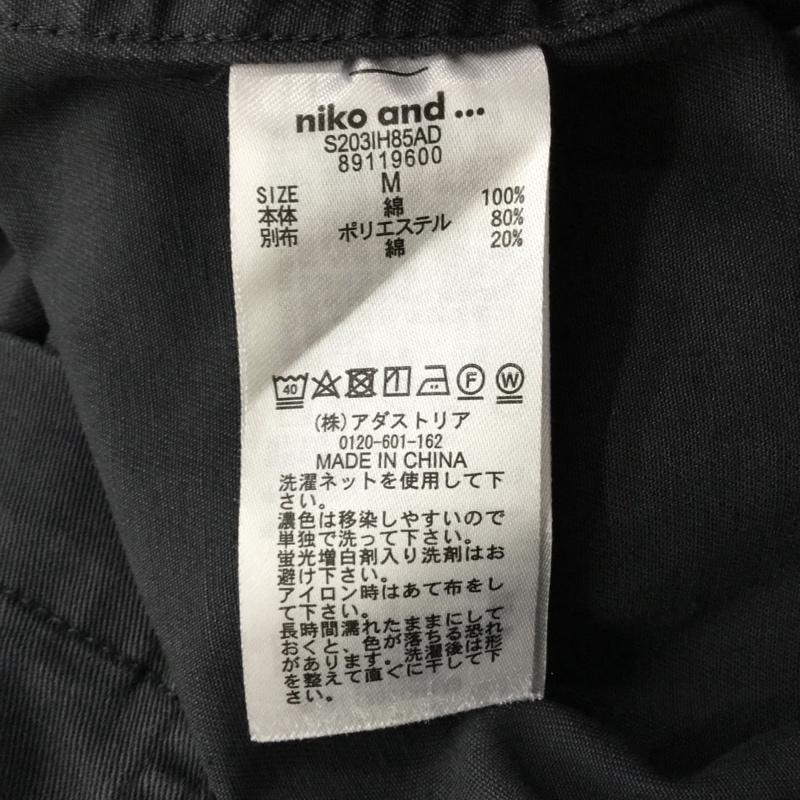 niko and ...
S203IH85AD
89119600
SIZE M
本体 綿 100%
別布 ポリエステル 80%
綿 20%
40 F W
(株)アダストリア
0120-601-162
MADE IN CHINA
洗濯ネットを使用して下
さい。
濃色は移染しやすいので
単独で洗って下さい。
蛍光増白剤入り洗剤はお
避け下さい。
アイロン時はあて布をし
て下さい。
長時間濡れたままにして
おくと、色が落ちる恐れ
があります。洗濯後は形
を整えて直ぐに干して下
さい。